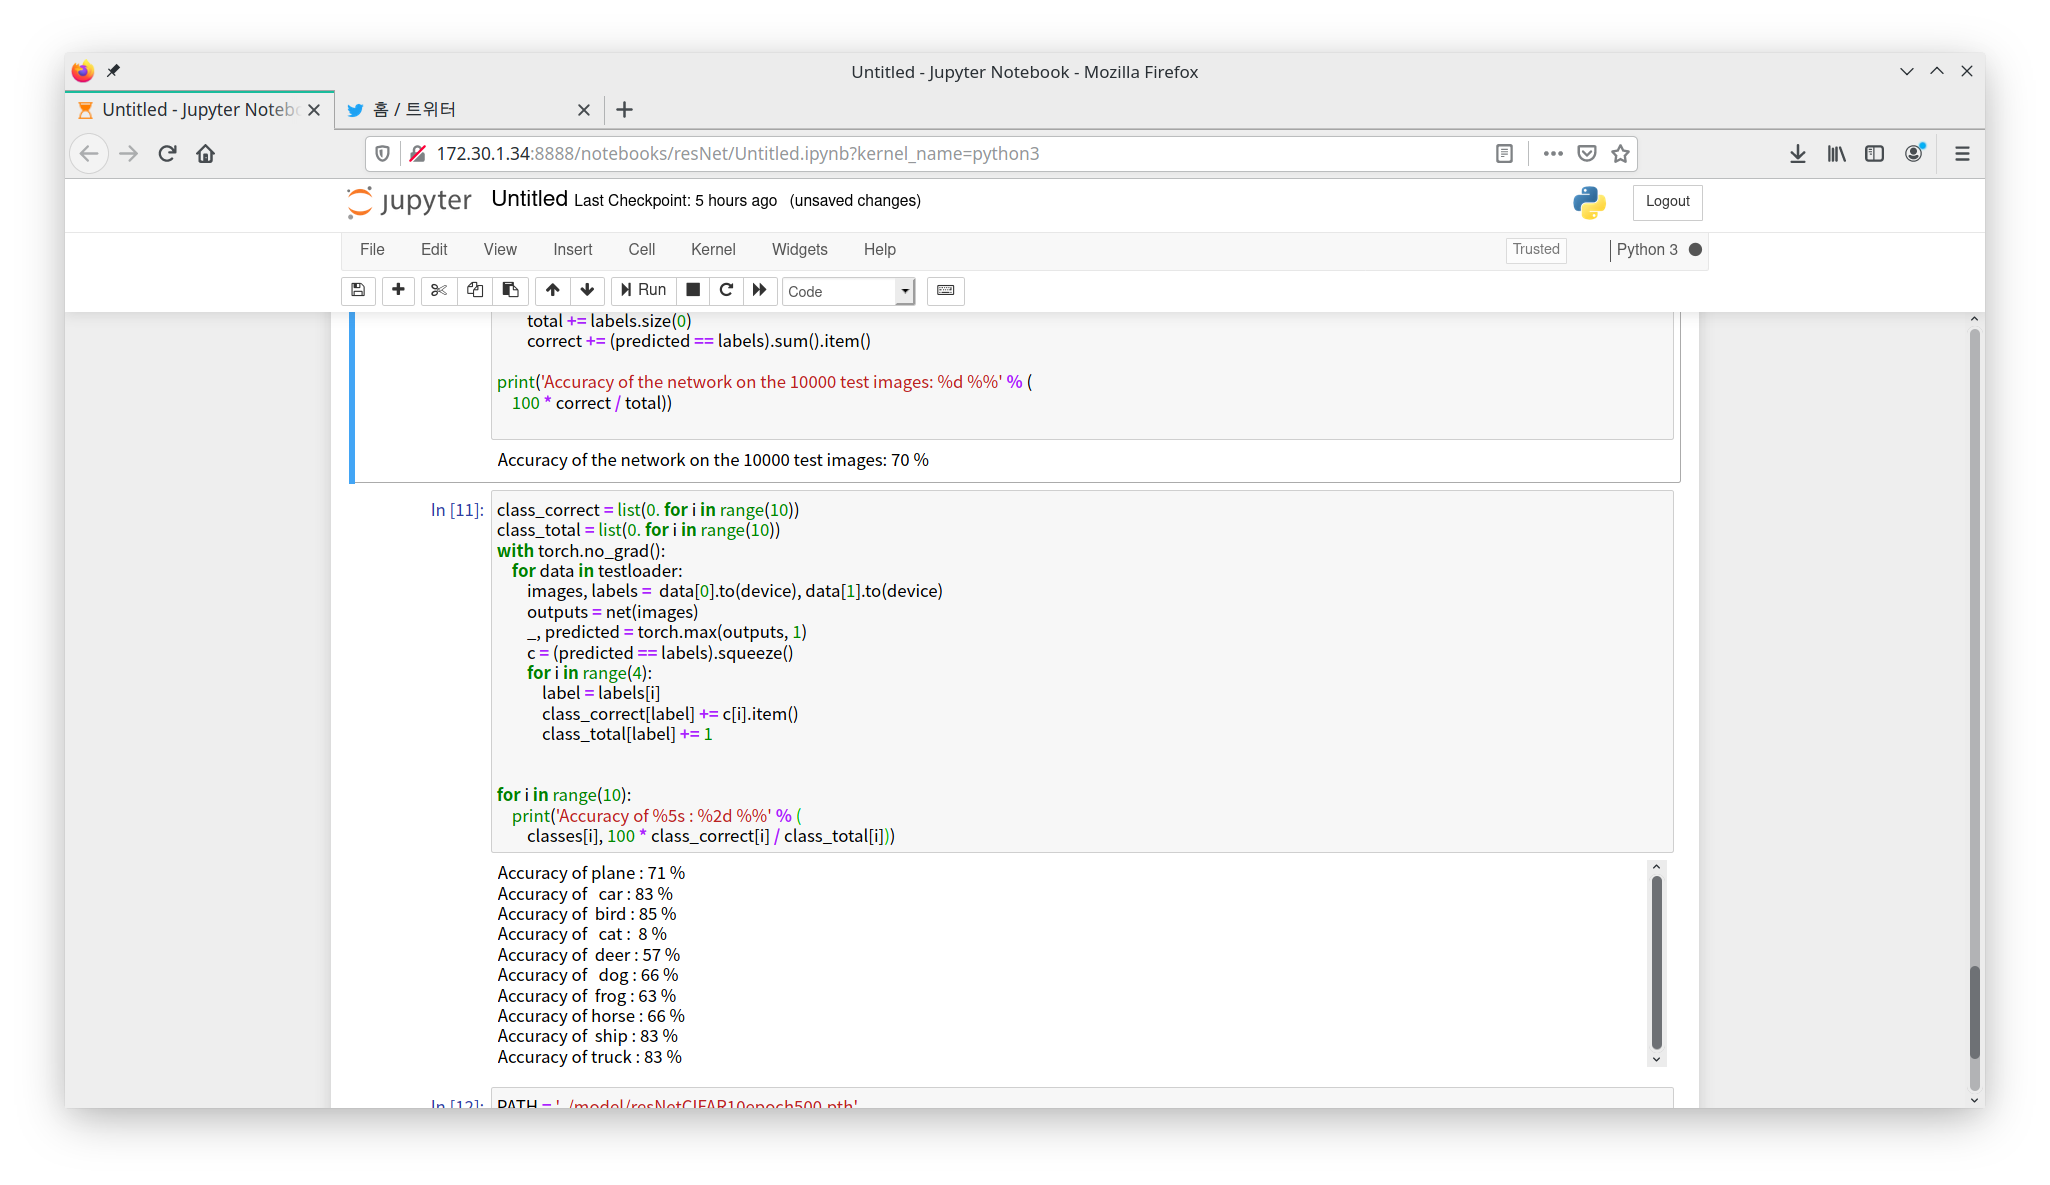 Untitled - Jupyter Notebook - Mozilla Firefox
Untitled - Jupyter Notebo
홈 / 트위터
172.30.1.34:8888/notebooks/resNet/Untitled.ipynb?kernel_name=python3
jupyter Untitled Last Checkpoint: 5 hours ago (unsaved changes)
Logout
File Edit View Insert Cell Kernel Widgets Help
Trusted
Python 3
Run
Code
total += labels.size(0)
correct += (predicted == labels).sum().item()
print('Accuracy of the network on the 10000 test images: %d %%' % (
100 * correct / total))
Accuracy of the network on the 10000 test images: 70 %
In [11]:
class_correct = list(0. for i in range(10))
class_total = list(0. for i in range(10))
with torch.no_grad():
for data in testloader:
images, labels =  data[0].to(device), data[1].to(device)
outputs = net(images)
_, predicted = torch.max(outputs, 1)
c = (predicted == labels).squeeze()
for i in range(4):
label = labels[i]
class_correct[label] += c[i].item()
class_total[label] += 1
for i in range(10):
print('Accuracy of %5s : %2d %%' % (
classes[i], 100 * class_correct[i] / class_total[i]))
Accuracy of plane : 71 %
Accuracy of   car : 83 %
Accuracy of  bird : 85 %
Accuracy of   cat :  8 %
Accuracy of  deer : 57 %
Accuracy of   dog : 66 %
Accuracy of  frog : 63 %
Accuracy of horse : 66 %
Accuracy of  ship : 83 %
Accuracy of truck : 83 %
In [12]:
PATH = './model/resNetCIFAR10epoch500.pth'